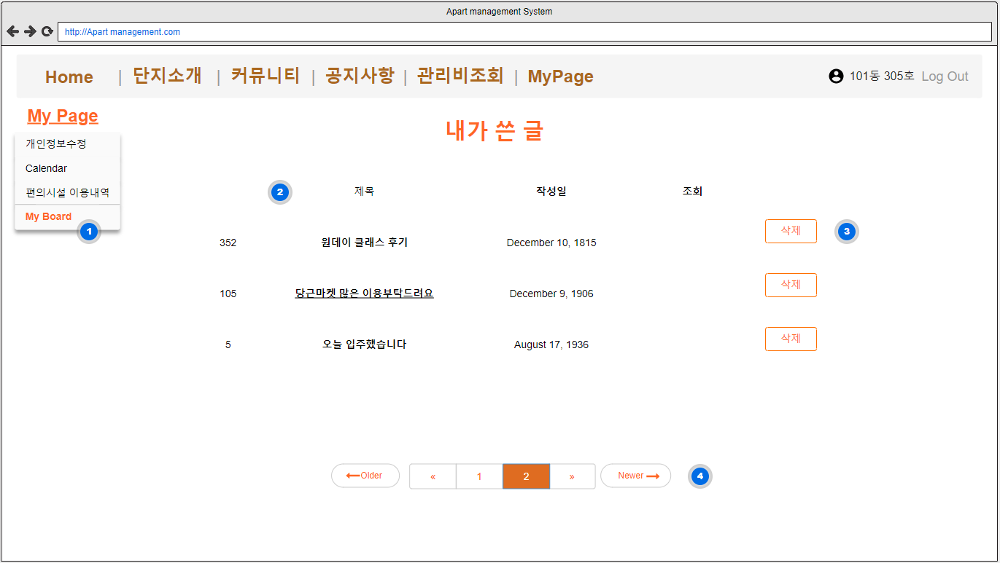 Apart management System
http://Apart management.com
Home | 단지소개 | 커뮤니티 | 공지사항 | 관리비조회 | MyPage 101동 305호 Log Out
My Page
내가 쓴 글
개인정보수정
Calendar
편의시설 이용내역
My Board
1
2 제목 작성일 조회
352 원데이 클래스 후기 December 10, 1815 삭제 3
105 당근마켓 많은 이용부탁드려요 December 9, 1906 삭제
5 오늘 입주했습니다 August 17, 1936 삭제
Older « 1 2 » Newer 4